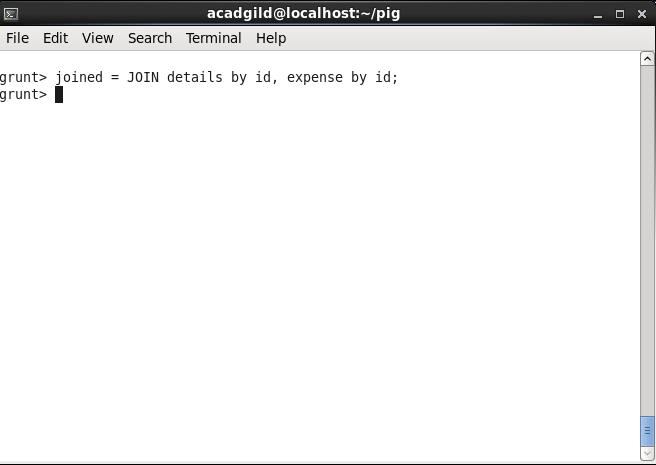 acadgild@localhost:~/pig
File Edit View Search Terminal Help
grunt> joined = JOIN details by id, expense by id;
grunt>